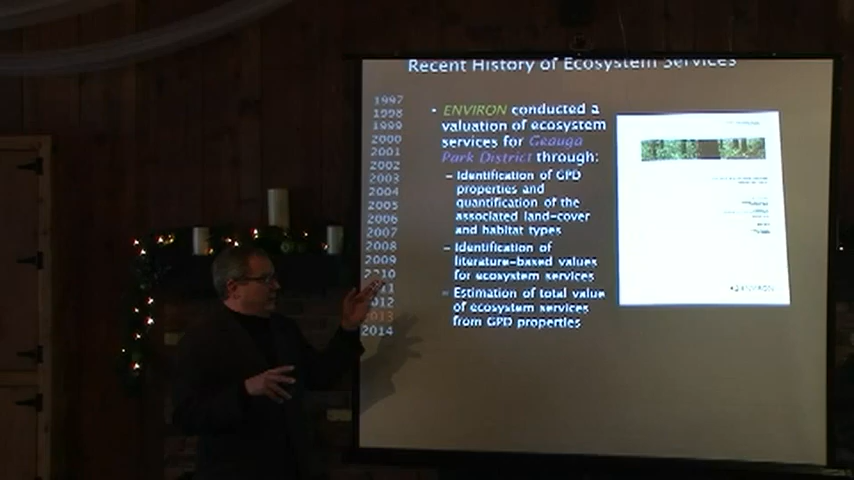 Recent History of Ecosystem Services
1997
1998
1999
2000
2001
2002
2003
2004
2005
2006
2007
2008
2009
2010
2011
2012
2013
2014
• ENVIRON conducted a
valuation of ecosystem
services for Geauga
Park District through:
– Identification of GPD
properties and
quantification of the
associated land-cover
and habitat types
– Identification of
literature-based values
for ecosystem services
– Estimation of total value
of ecosystem services
from GPD properties
ENVIRON